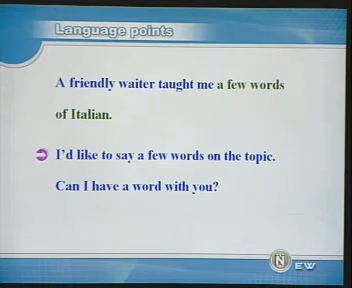 Language points
A friendly waiter taught me a few words
of Italian.
I'd like to say a few words on the topic.
Can I have a word with you?
N EW